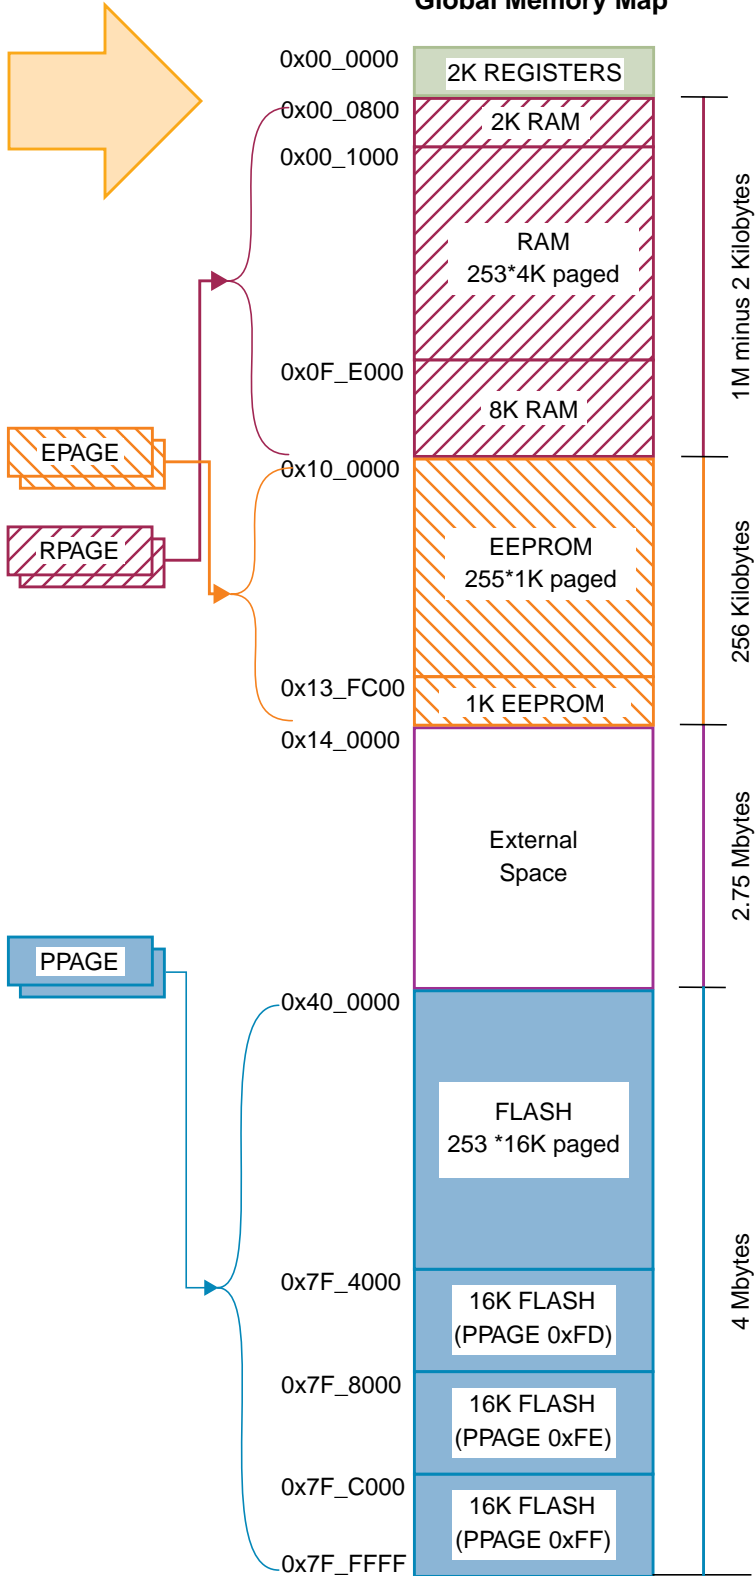 Global Memory Map
0x00_0000
2K REGISTERS
0x00_0800
2K RAM
0x00_1000
RAM
253*4K paged
1M minus 2 Kilobytes
0x0F_E000
8K RAM
EPAGE
0x10_0000
RPAGE
EEPROM
255*1K paged
256 Kilobytes
0x13_FC00
1K EEPROM
0x14_0000
External
Space
2.75 Mbytes
PPAGE
0x40_0000
FLASH
253 *16K paged
4 Mbytes
0x7F_4000
16K FLASH
(PPAGE 0xFD)
0x7F_8000
16K FLASH
(PPAGE 0xFE)
0x7F_C000
16K FLASH
(PPAGE 0xFF)
0x7F_FFFF